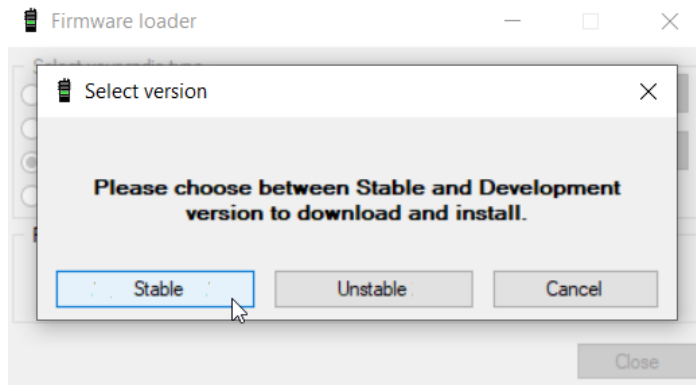 Firmware loader
Select version
Please choose between Stable and Development
version to download and install.
Stable
Unstable
Cancel
Close